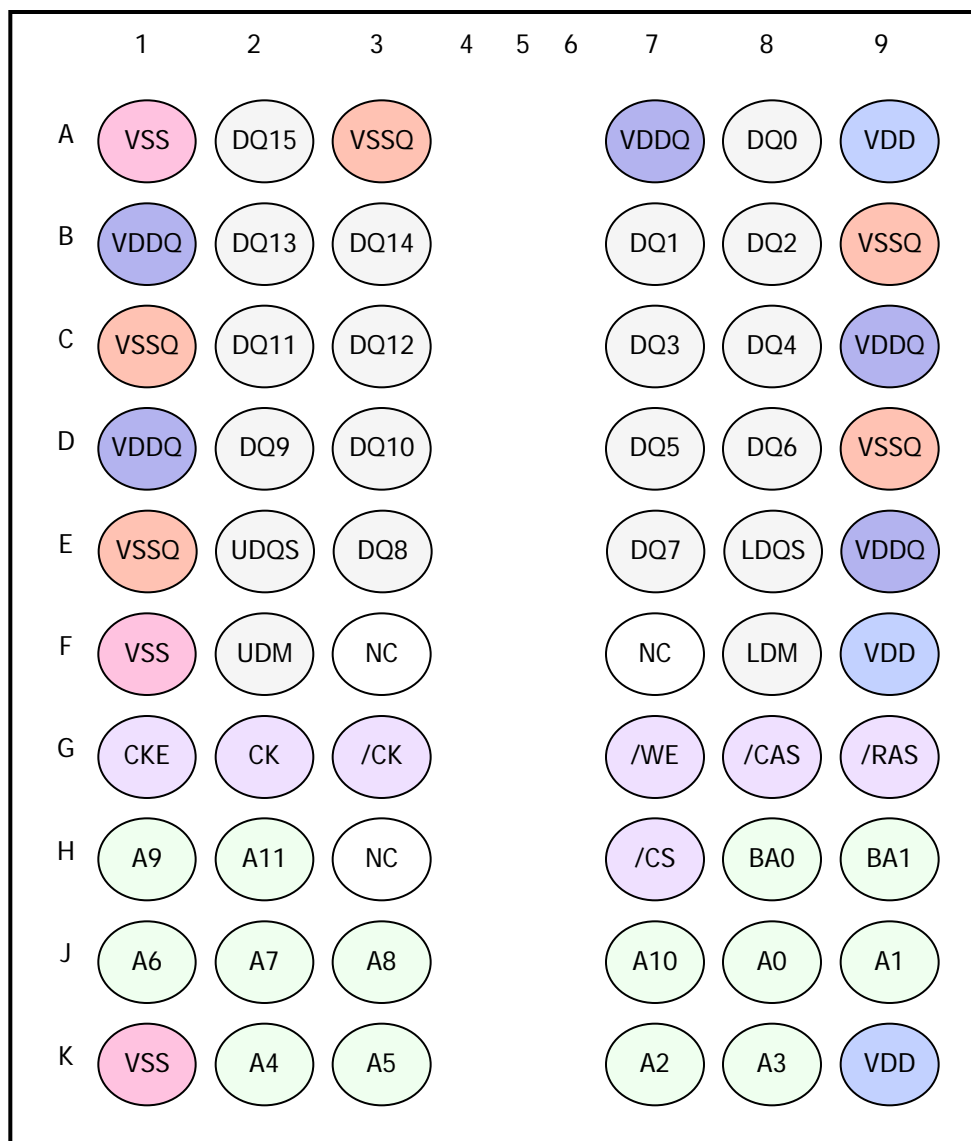 1 2 3 4 5 6 7 8 9
A VSS DQ15 VSSQ VDDQ DQ0 VDD
B VDDQ DQ13 DQ14 DQ1 DQ2 VSSQ
C VSSQ DQ11 DQ12 DQ3 DQ4 VDDQ
D VDDQ DQ9 DQ10 DQ5 DQ6 VSSQ
E VSSQ UDQS DQ8 DQ7 LDQS VDDQ
F VSS UDM NC NC LDM VDD
G CKE CK /CK /WE /CAS /RAS
H A9 A11 NC /CS BA0 BA1
J A6 A7 A8 A10 A0 A1
K VSS A4 A5 A2 A3 VDD